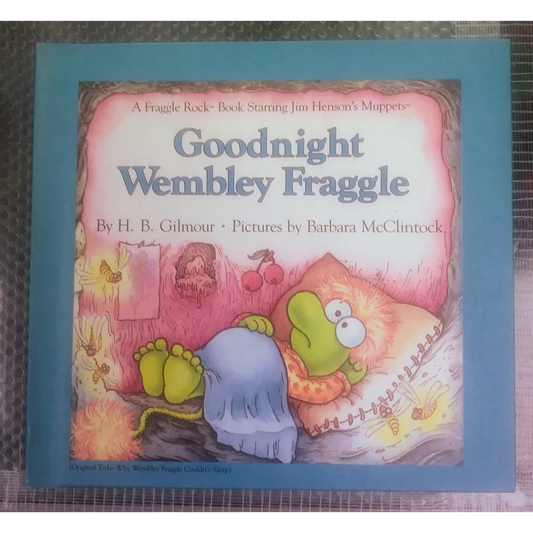 A Fraggle Rock™ Book Starring Jim Henson's Muppets™
Goodnight
Wembley Fraggle
By H. B. Gilmour • Pictures by Barbara McClintock
(Original Title: Why Wembley Fraggle Couldn't Sleep)